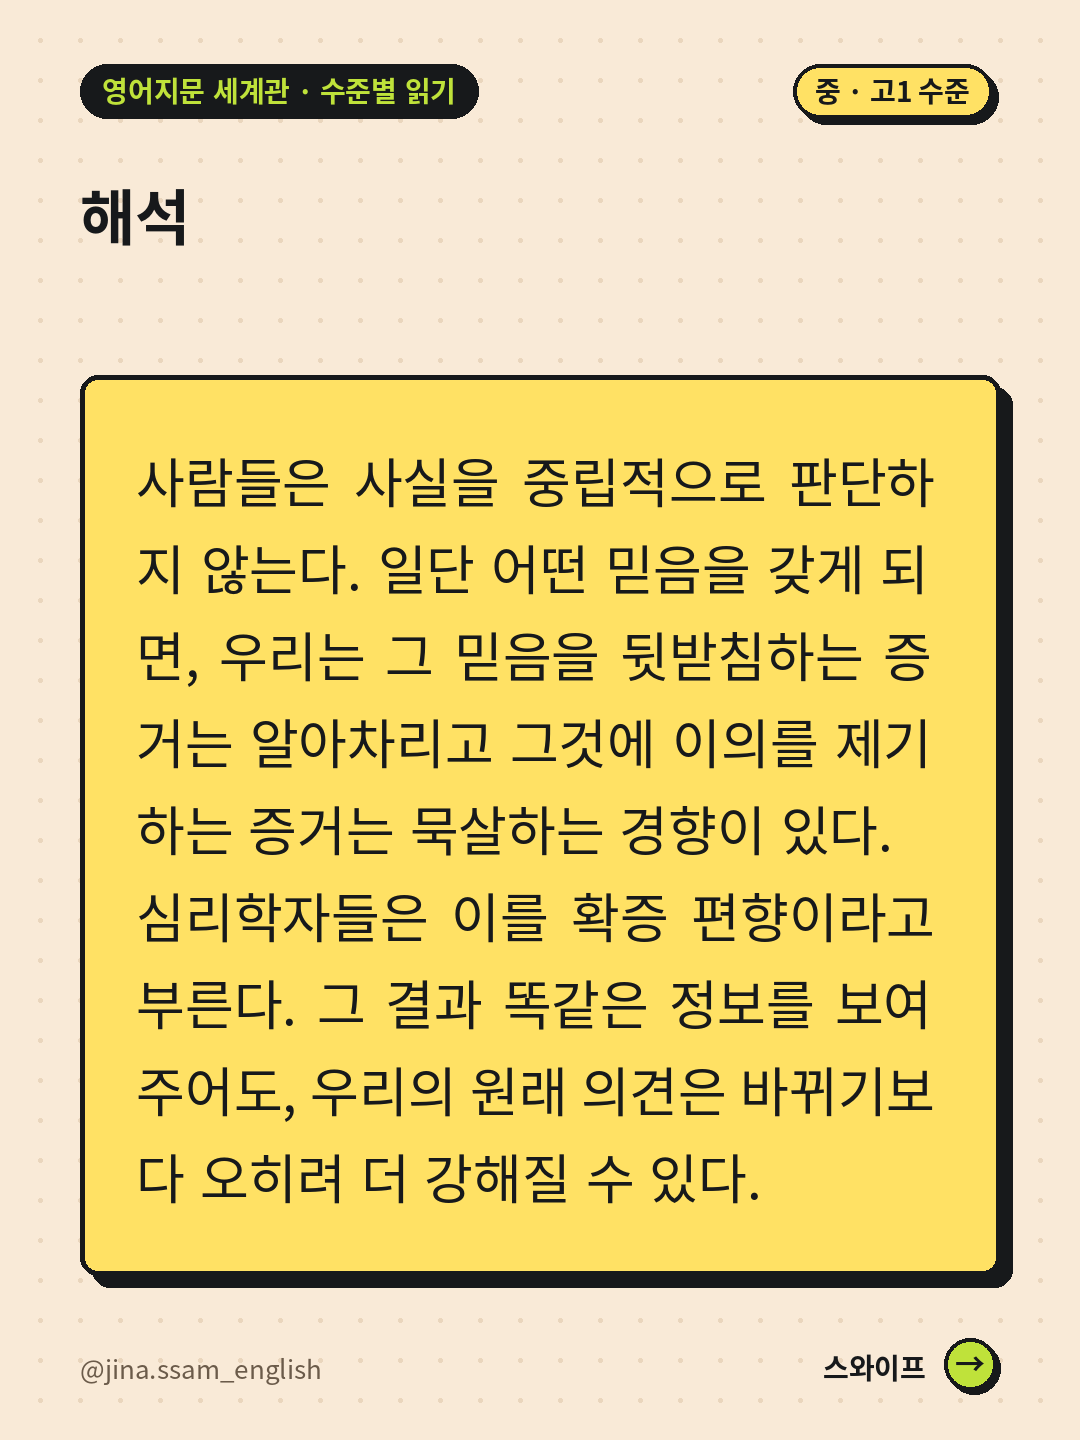 영어지문 세계관 · 수준별 읽기
중 · 고1 수준
해석
사람들은 사실을 중립적으로 판단하
지 않는다. 일단 어떤 믿음을 갖게 되
면, 우리는 그 믿음을 뒷받침하는 증
거는 알아차리고 그것에 이의를 제기
하는 증거는 묵살하는 경향이 있다.
심리학자들은 이를 확증 편향이라고
부른다. 그 결과 똑같은 정보를 보여
주어도, 우리의 원래 의견은 바뀌기보
다 오히려 더 강해질 수 있다.
@jina.ssam_english
스와이프 →